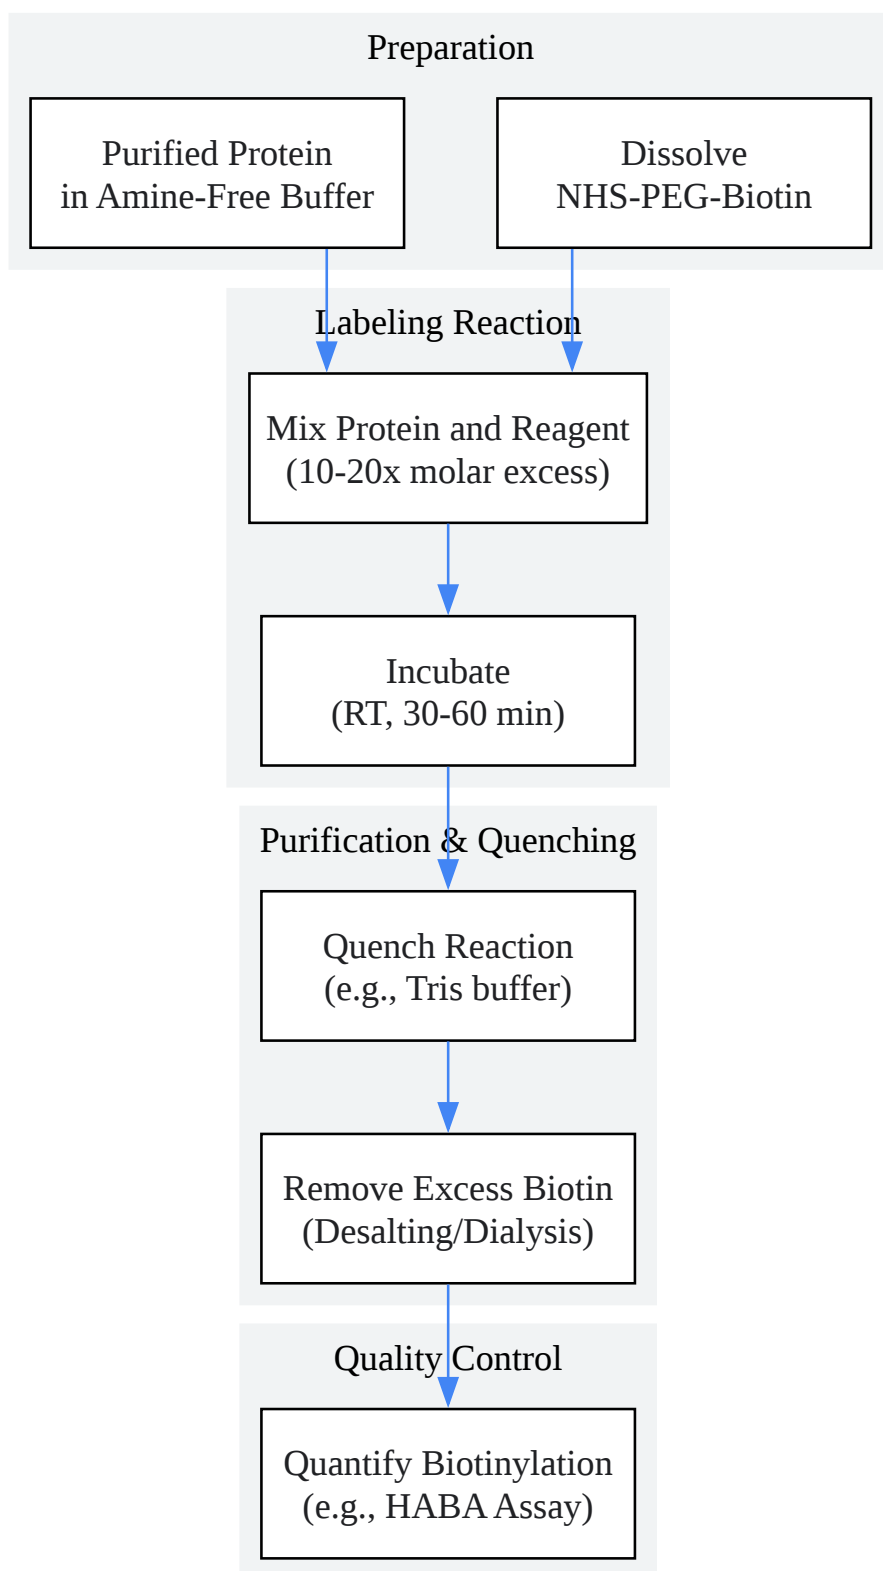 Preparation
Purified Protein
in Amine-Free Buffer
Dissolve
NHS-PEG-Biotin
Labeling Reaction
Mix Protein and Reagent
(10-20x molar excess)
Incubate
(RT, 30-60 min)
Purification & Quenching
Quench Reaction
(e.g., Tris buffer)
Remove Excess Biotin
(Desalting/Dialysis)
Quality Control
Quantify Biotinylation
(e.g., HABA Assay)